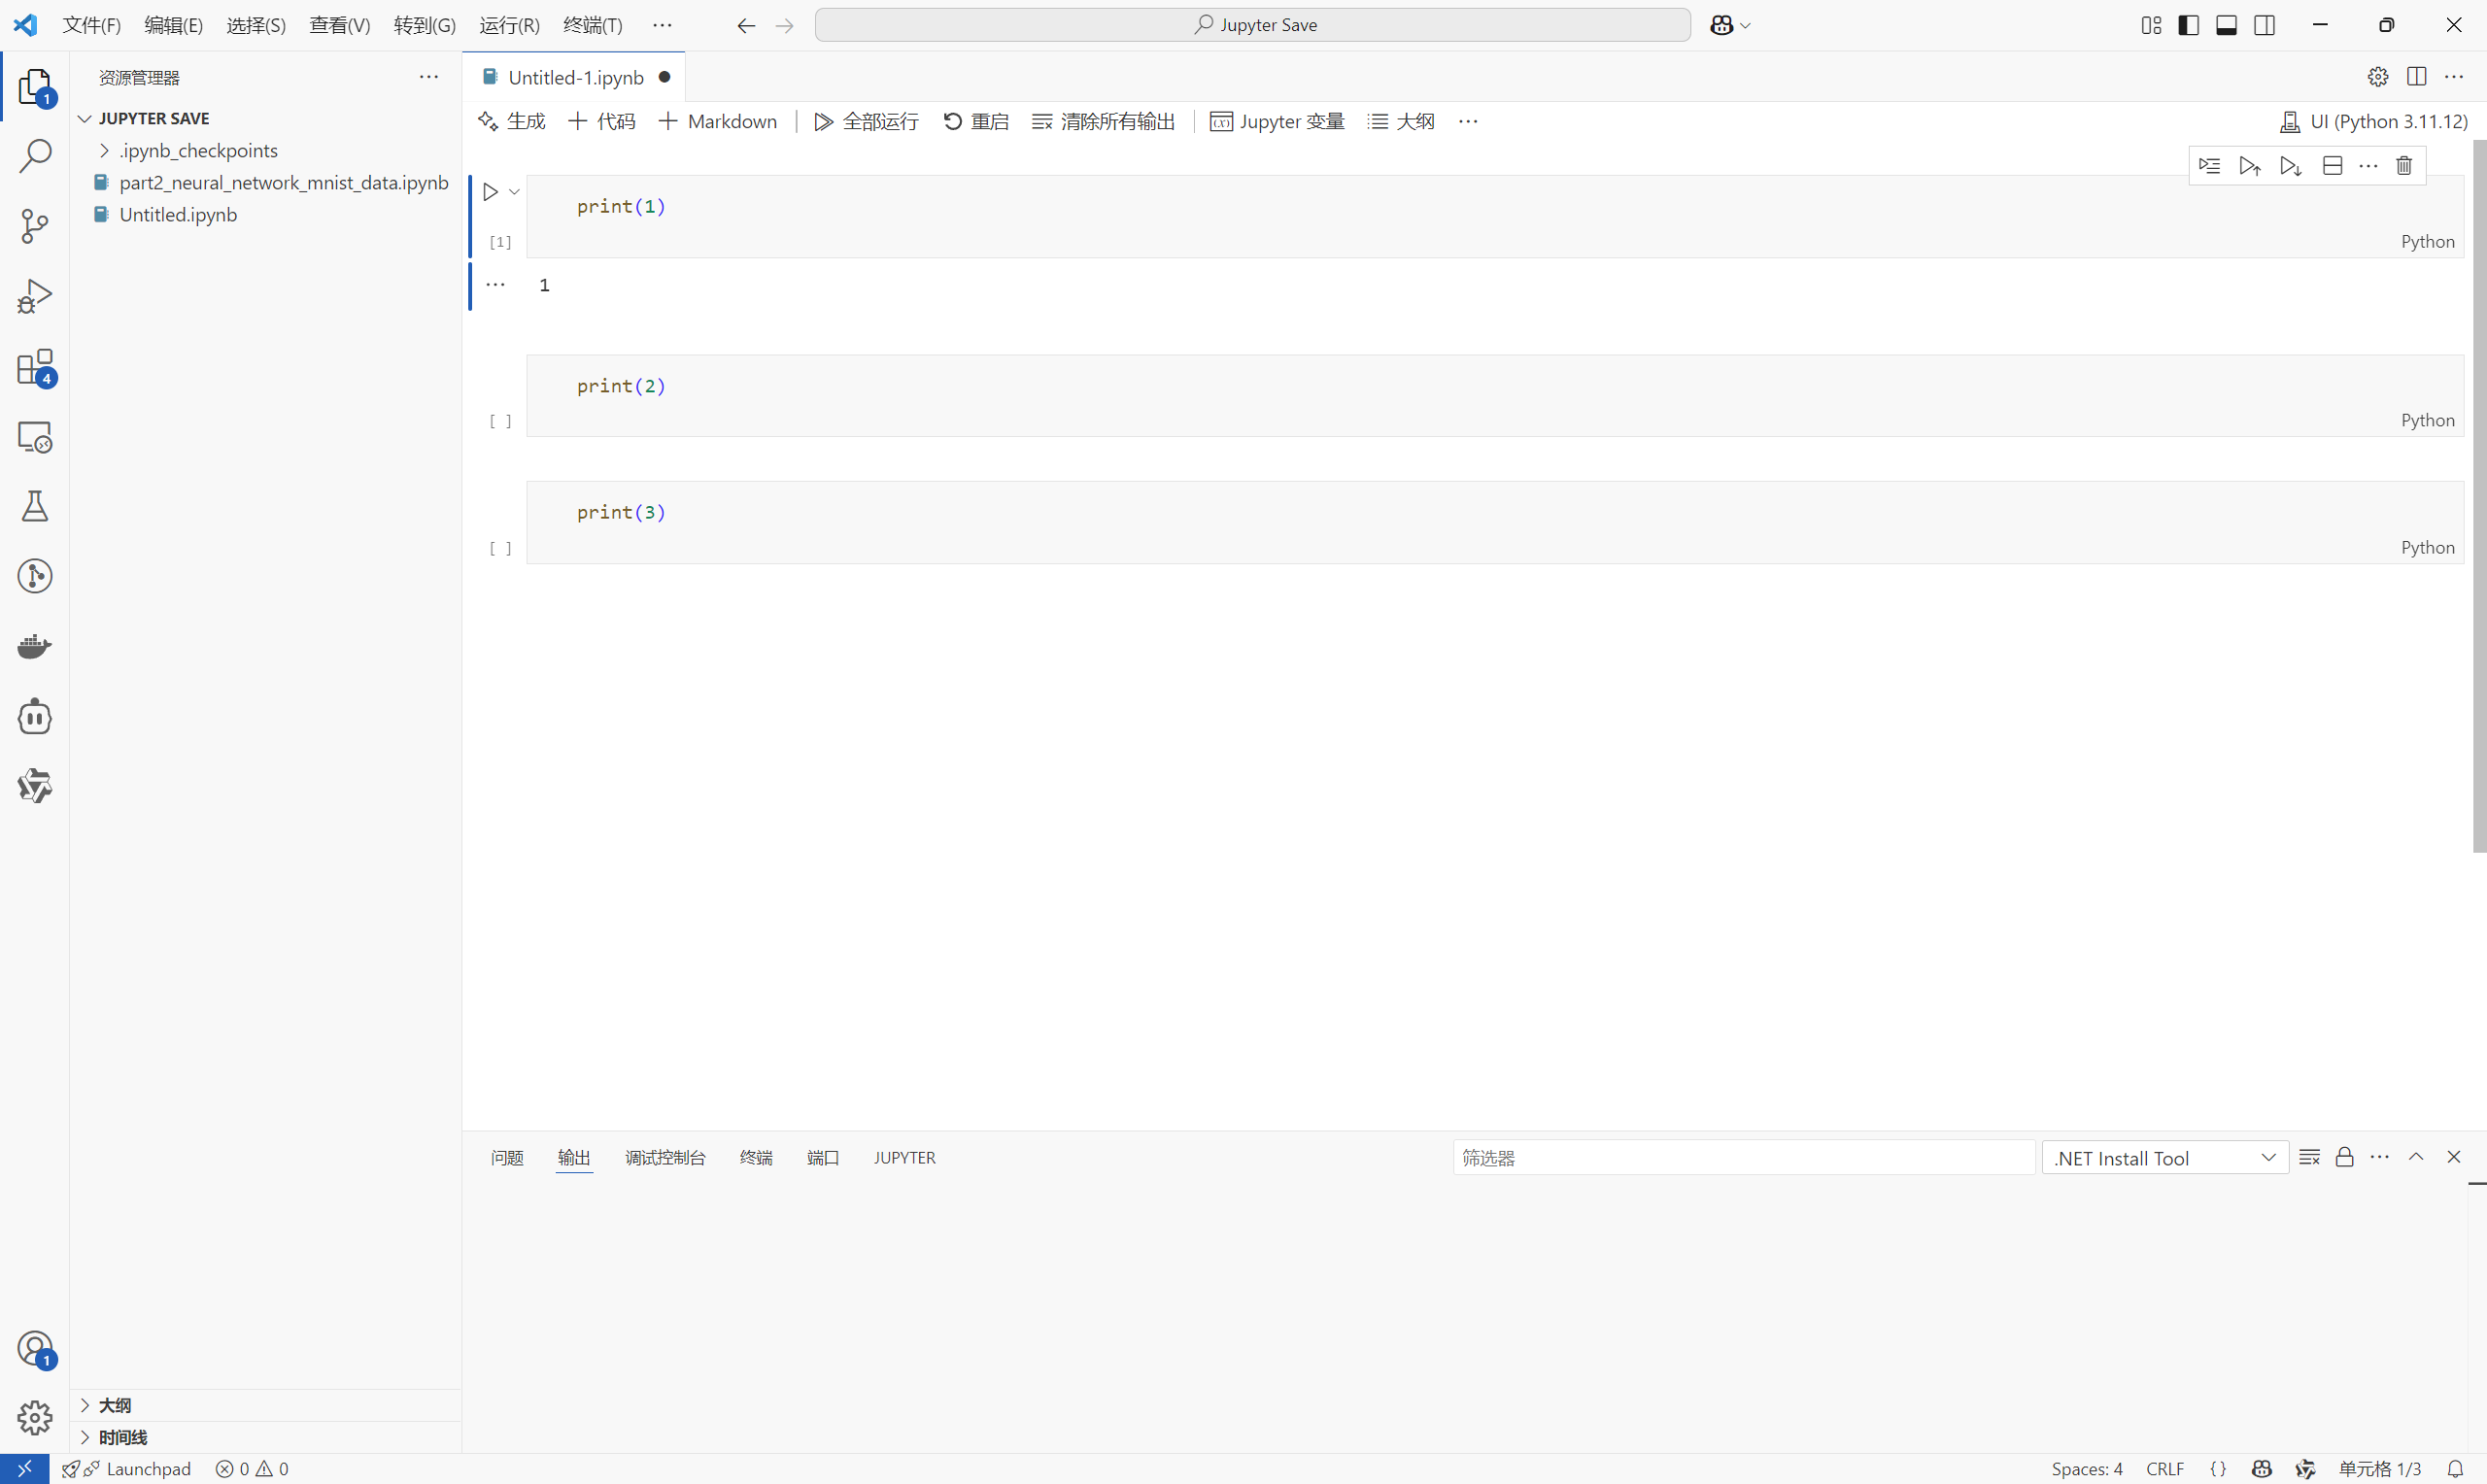 文件(F) 编辑(E) 选择(S) 查看(V) 转到(G) 运行(R) 终端(T) ··· Jupyter Save
资源管理器 ···
Untitled-1.ipynb
生成 代码 Markdown 全部运行 重启 清除所有输出 Jupyter 变量 大纲 ··· UI (Python 3.11.12)
JUPYTER SAVE
.ipynb_checkpoints
part2_neural_network_mnist_data.ipynb
Untitled.ipynb
1
4
print(1)
[1]
Python
··· 1
print(2)
[ ]
Python
print(3)
[ ]
Python
问题 输出 调试控制台 终端 端口 JUPYTER 筛选器 .NET Install Tool
1
大纲
时间线
Launchpad 0 0 Spaces: 4 CRLF {} 单元格 1/3